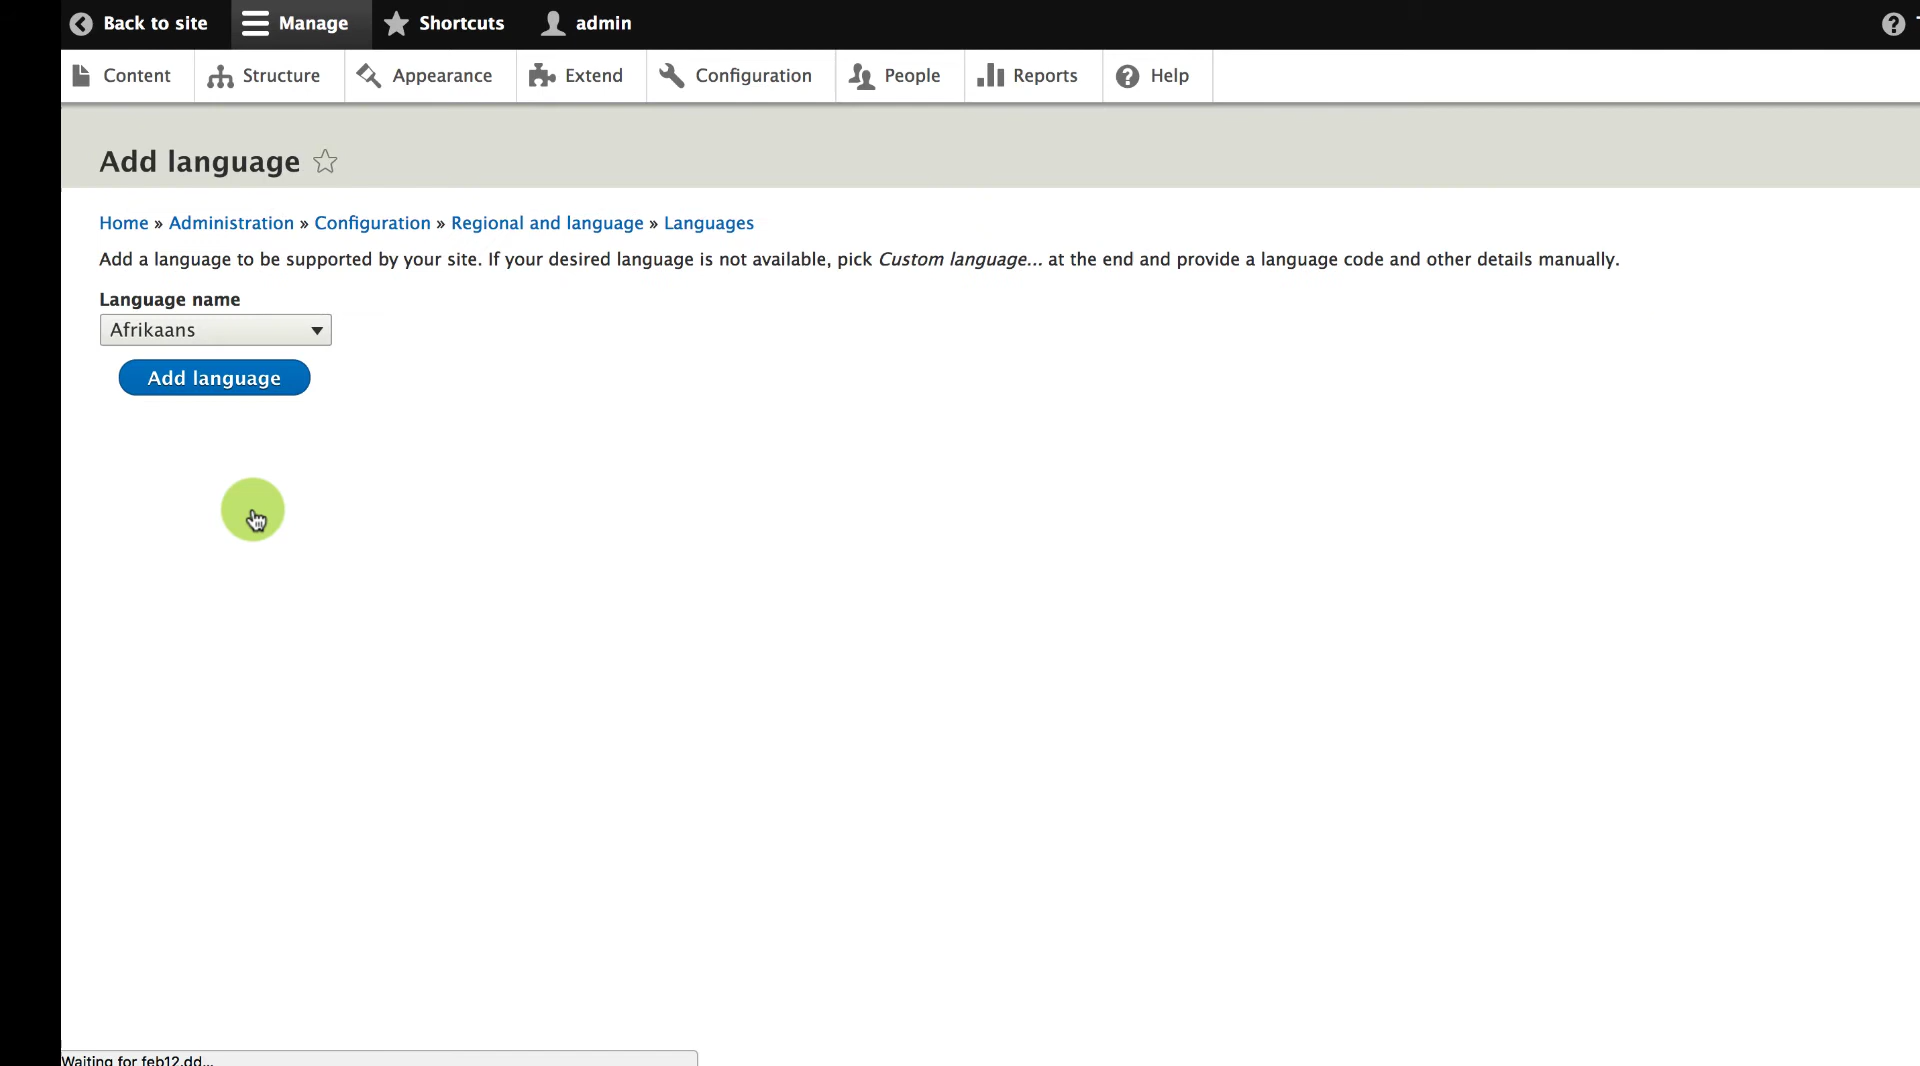 Back to site Manage Shortcuts admin
Content Structure Appearance Extend Configuration People Reports Help
Add language
Home » Administration » Configuration » Regional and language » Languages
Add a language to be supported by your site. If your desired language is not available, pick Custom language... at the end and provide a language code and other details manually.
Language name
Afrikaans
Add language
Waiting for feb12.dd...